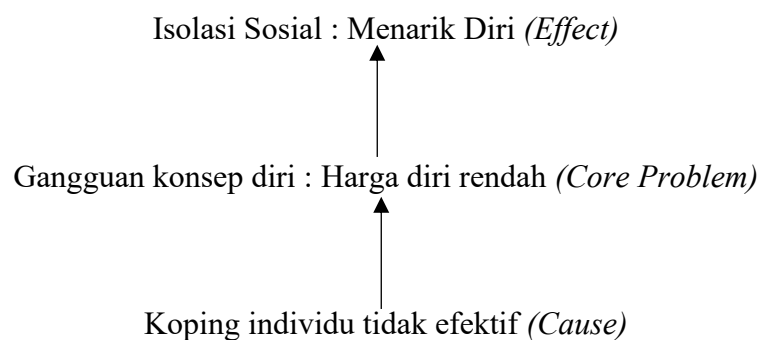 Isolasi Sosial : Menarik Diri (Effect)
Gangguan konsep diri : Harga diri rendah (Core Problem)
Koping individu tidak efektif (Cause)